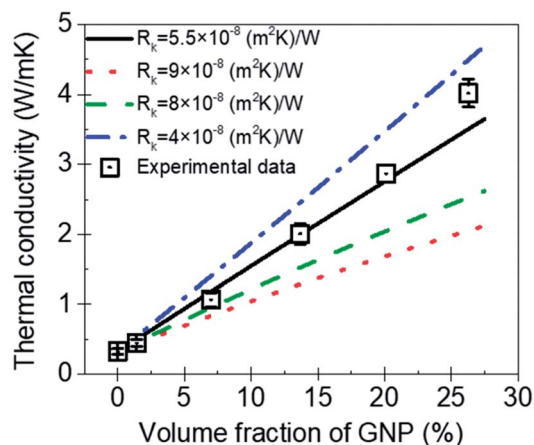 Thermal conductivity (W/mK)
5
4
3
2
1
0
Rₖ=5.5×10⁻⁸ (m²K)/W
Rₖ=9×10⁻⁸ (m²K)/W
Rₖ=8×10⁻⁸ (m²K)/W
Rₖ=4×10⁻⁸ (m²K)/W
Experimental data
0 5 10 15 20 25 30
Volume fraction of GNP (%)